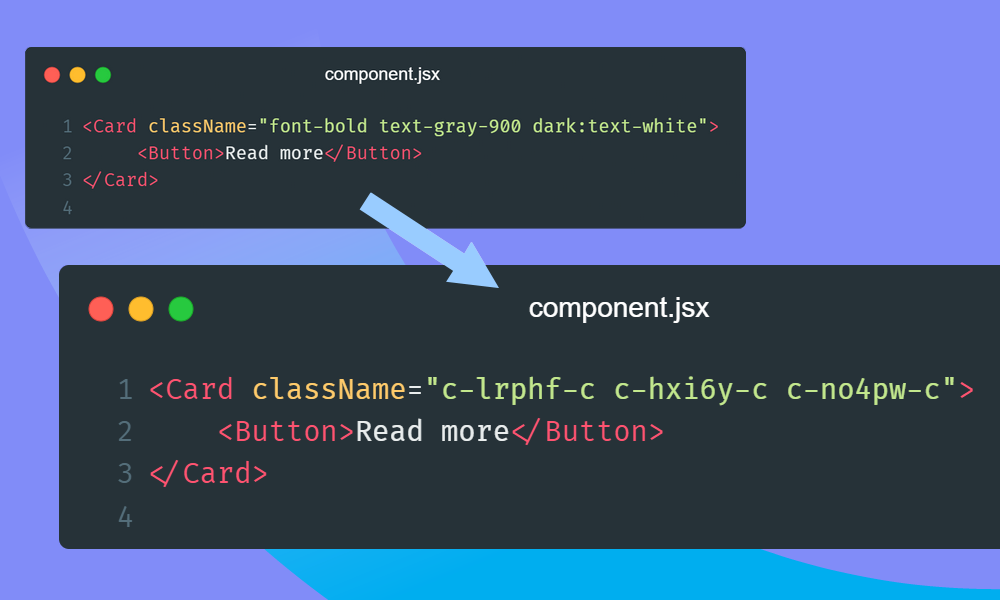 component.jsx
1 <Card className="font-bold text-gray-900 dark:text-white">
2 <Button>Read more</Button>
3 </Card>
4
component.jsx
1 <Card className="c-lrphf-c c-hxi6y-c c-no4pw-c">
2 <Button>Read more</Button>
3 </Card>
4